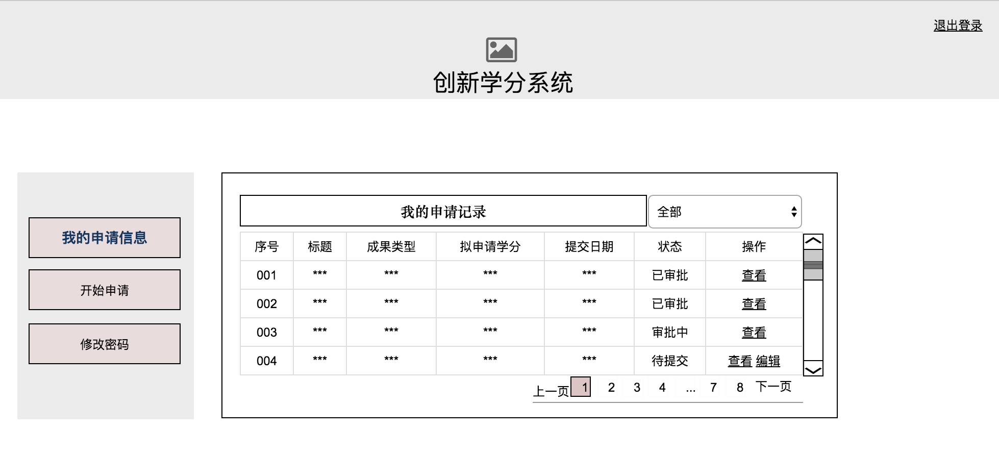 退出登录
创新学分系统
我的申请信息
开始申请
修改密码
我的申请记录 全部
序号 标题 成果类型 拟申请学分 提交日期 状态 操作
001 *** *** *** *** 已审批 查看
002 *** *** *** *** 已审批 查看
003 *** *** *** *** 审批中 查看
004 *** *** *** *** 待提交 查看 编辑
上一页 1 2 3 4 ... 7 8 下一页